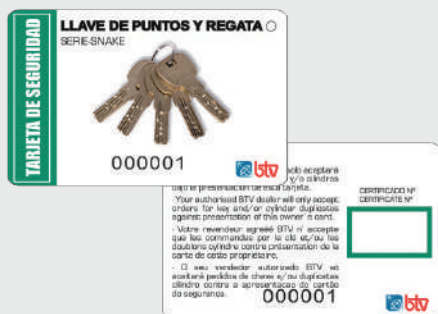 TARJETA DE SEGURIDAD
LLAVE DE PUNTOS Y REGATA
SERIE-SNAKE
000001
btv
solo aceptará
y/o cilindros
bajo la presentación de esta tarjeta.
- Your authorised BTV dealer will only accept
orders for key and/or cylinder duplicates
against presentation of this owner's card.
- Votre revendeur agréé BTV n' accepte
que les commandes par la clé et/ou les
doublons cylindre contre présentation de la
carte de cette propriétaire.
- O seu vendedor autorizado BTV só
aceitará pedidos de chaves e/ou duplicatas
cilindro contra a apresentação do cartão
de segurança.
000001
CERTIFICADO Nº
CERTIFICATE Nº
btv